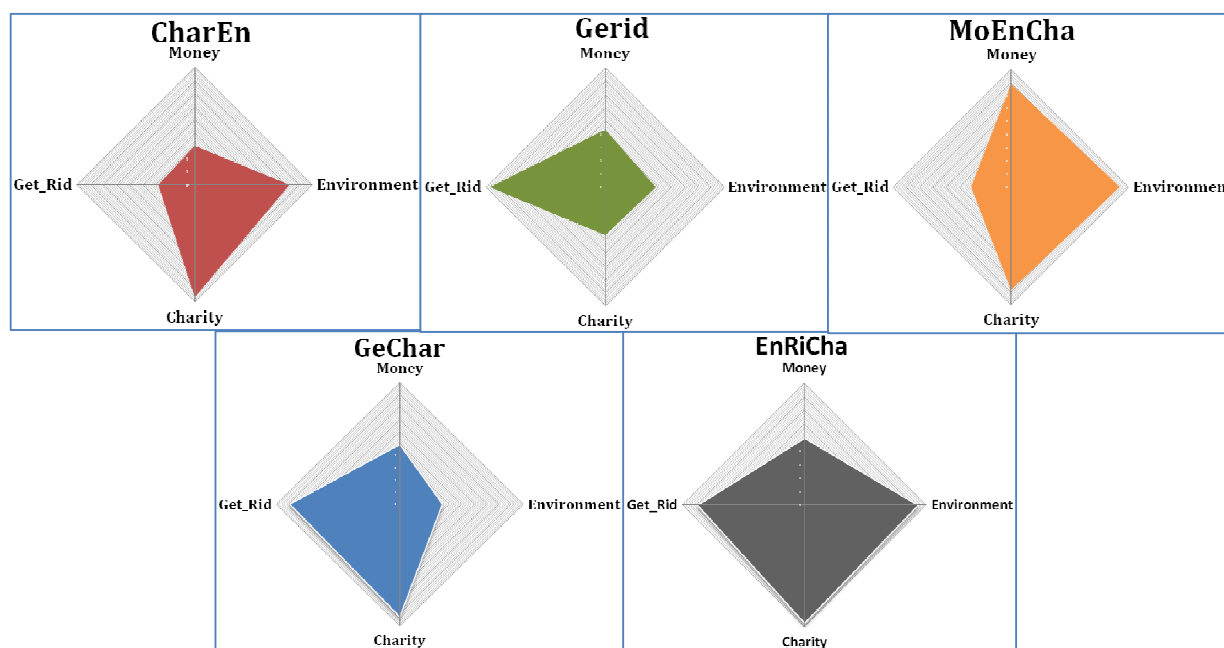 CharEn
Money
Get_Rid
Environment
Charity
Gerid
Money
Get_Rid
Environment
Charity
MoEnCha
Money
Get_Rid
Environment
Charity
GeChar
Money
Get_Rid
Environment
Charity
EnRiCha
Money
Get_Rid
Environment
Charity